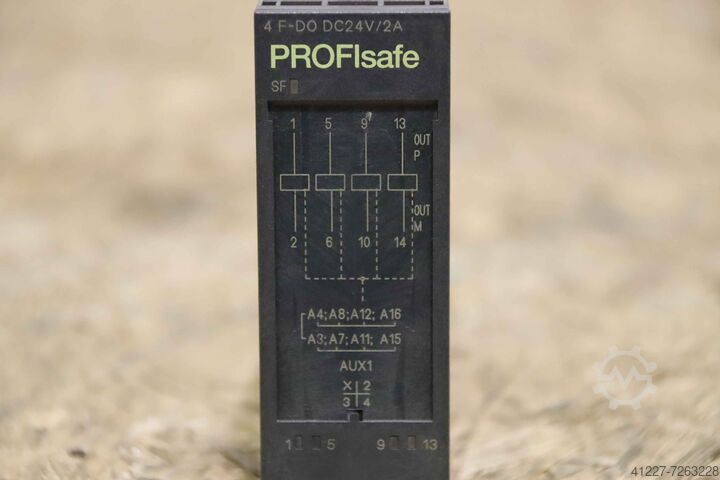 4 F-DO DC24V/2A
PROFIsafe
SF
1 5 9 13
OUT
P
OUT
M
2 6 10 14
A4;A8;A12; A16
A3;A7;A11; A15
AUX1
X 2
3 4
1 5 9 13
41227-7263228